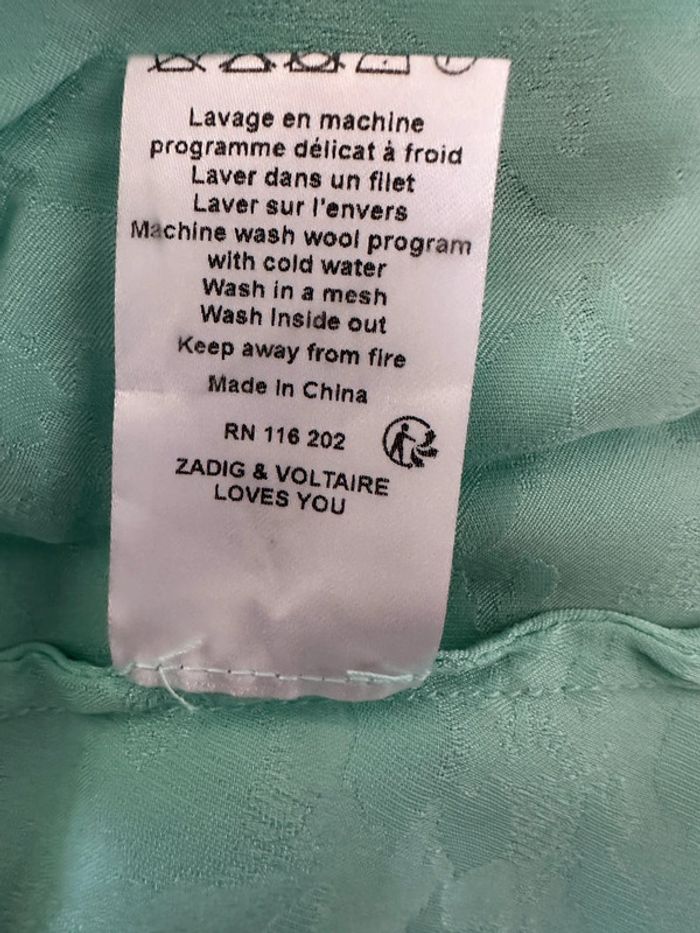 Lavage en machine
programme délicat à froid
Laver dans un filet
Laver sur l'envers
Machine wash wool program
with cold water
Wash in a mesh
Wash Inside out
Keep away from fire
Made in China
RN 116 202
ZADIG & VOLTAIRE
LOVES YOU